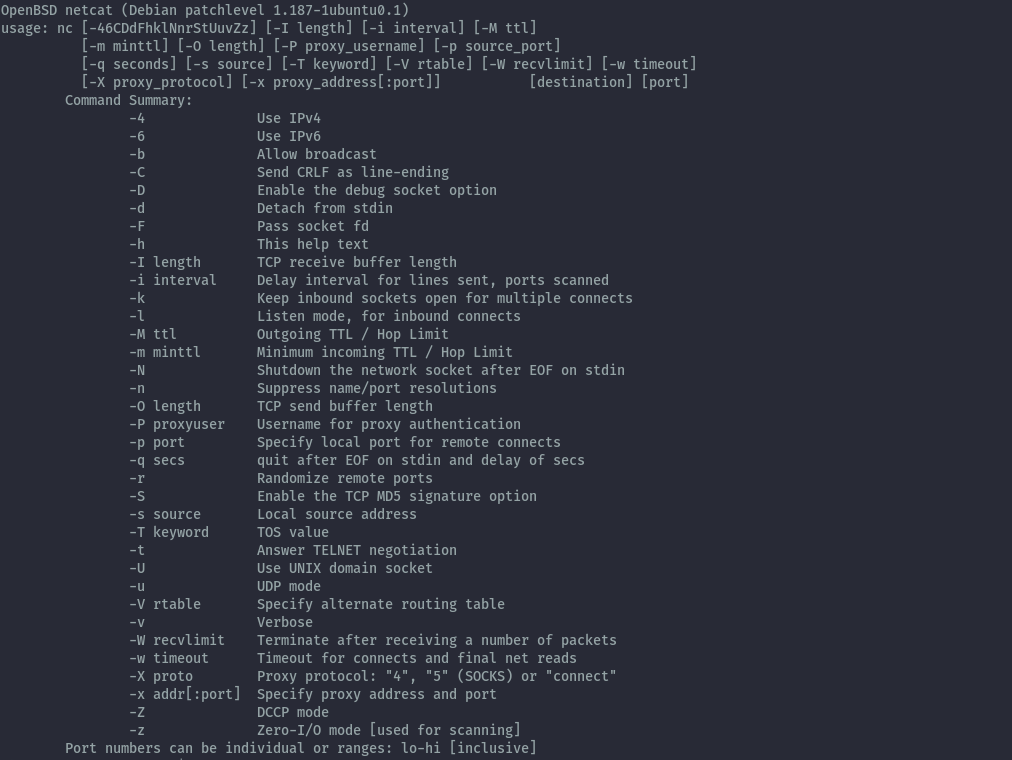 OpenBSD netcat (Debian patchlevel 1.187-1ubuntu0.1)
usage: nc [-46CDdFhklNnrStUuvZz] [-I length] [-i interval] [-M ttl]
          [-m minttl] [-O length] [-P proxy_username] [-p source_port]
          [-q seconds] [-s source] [-T keyword] [-V rtable] [-W recvlimit] [-w timeout]
          [-X proxy_protocol] [-x proxy_address[:port]]           [destination] [port]
        Command Summary:
                -4              Use IPv4
                -6              Use IPv6
                -b              Allow broadcast
                -C              Send CRLF as line-ending
                -D              Enable the debug socket option
                -d              Detach from stdin
                -F              Pass socket fd
                -h              This help text
                -I length       TCP receive buffer length
                -i interval     Delay interval for lines sent, ports scanned
                -k              Keep inbound sockets open for multiple connects
                -l              Listen mode, for inbound connects
                -M ttl          Outgoing TTL / Hop Limit
                -m minttl       Minimum incoming TTL / Hop Limit
                -N              Shutdown the network socket after EOF on stdin
                -n              Suppress name/port resolutions
                -O length       TCP send buffer length
                -P proxyuser    Username for proxy authentication
                -p port         Specify local port for remote connects
                -q secs         quit after EOF on stdin and delay of secs
                -r              Randomize remote ports
                -S              Enable the TCP MD5 signature option
                -s source       Local source address
                -T keyword      TOS value
                -t              Answer TELNET negotiation
                -U              Use UNIX domain socket
                -u              UDP mode
                -V rtable       Specify alternate routing table
                -v              Verbose
                -W recvlimit    Terminate after receiving a number of packets
                -w timeout      Timeout for connects and final net reads
                -X proto        Proxy protocol: "4", "5" (SOCKS) or "connect"
                -x addr[:port]  Specify proxy address and port
                -Z              DCCP mode
                -z              Zero-I/O mode [used for scanning]
        Port numbers can be individual or ranges: lo-hi [inclusive]